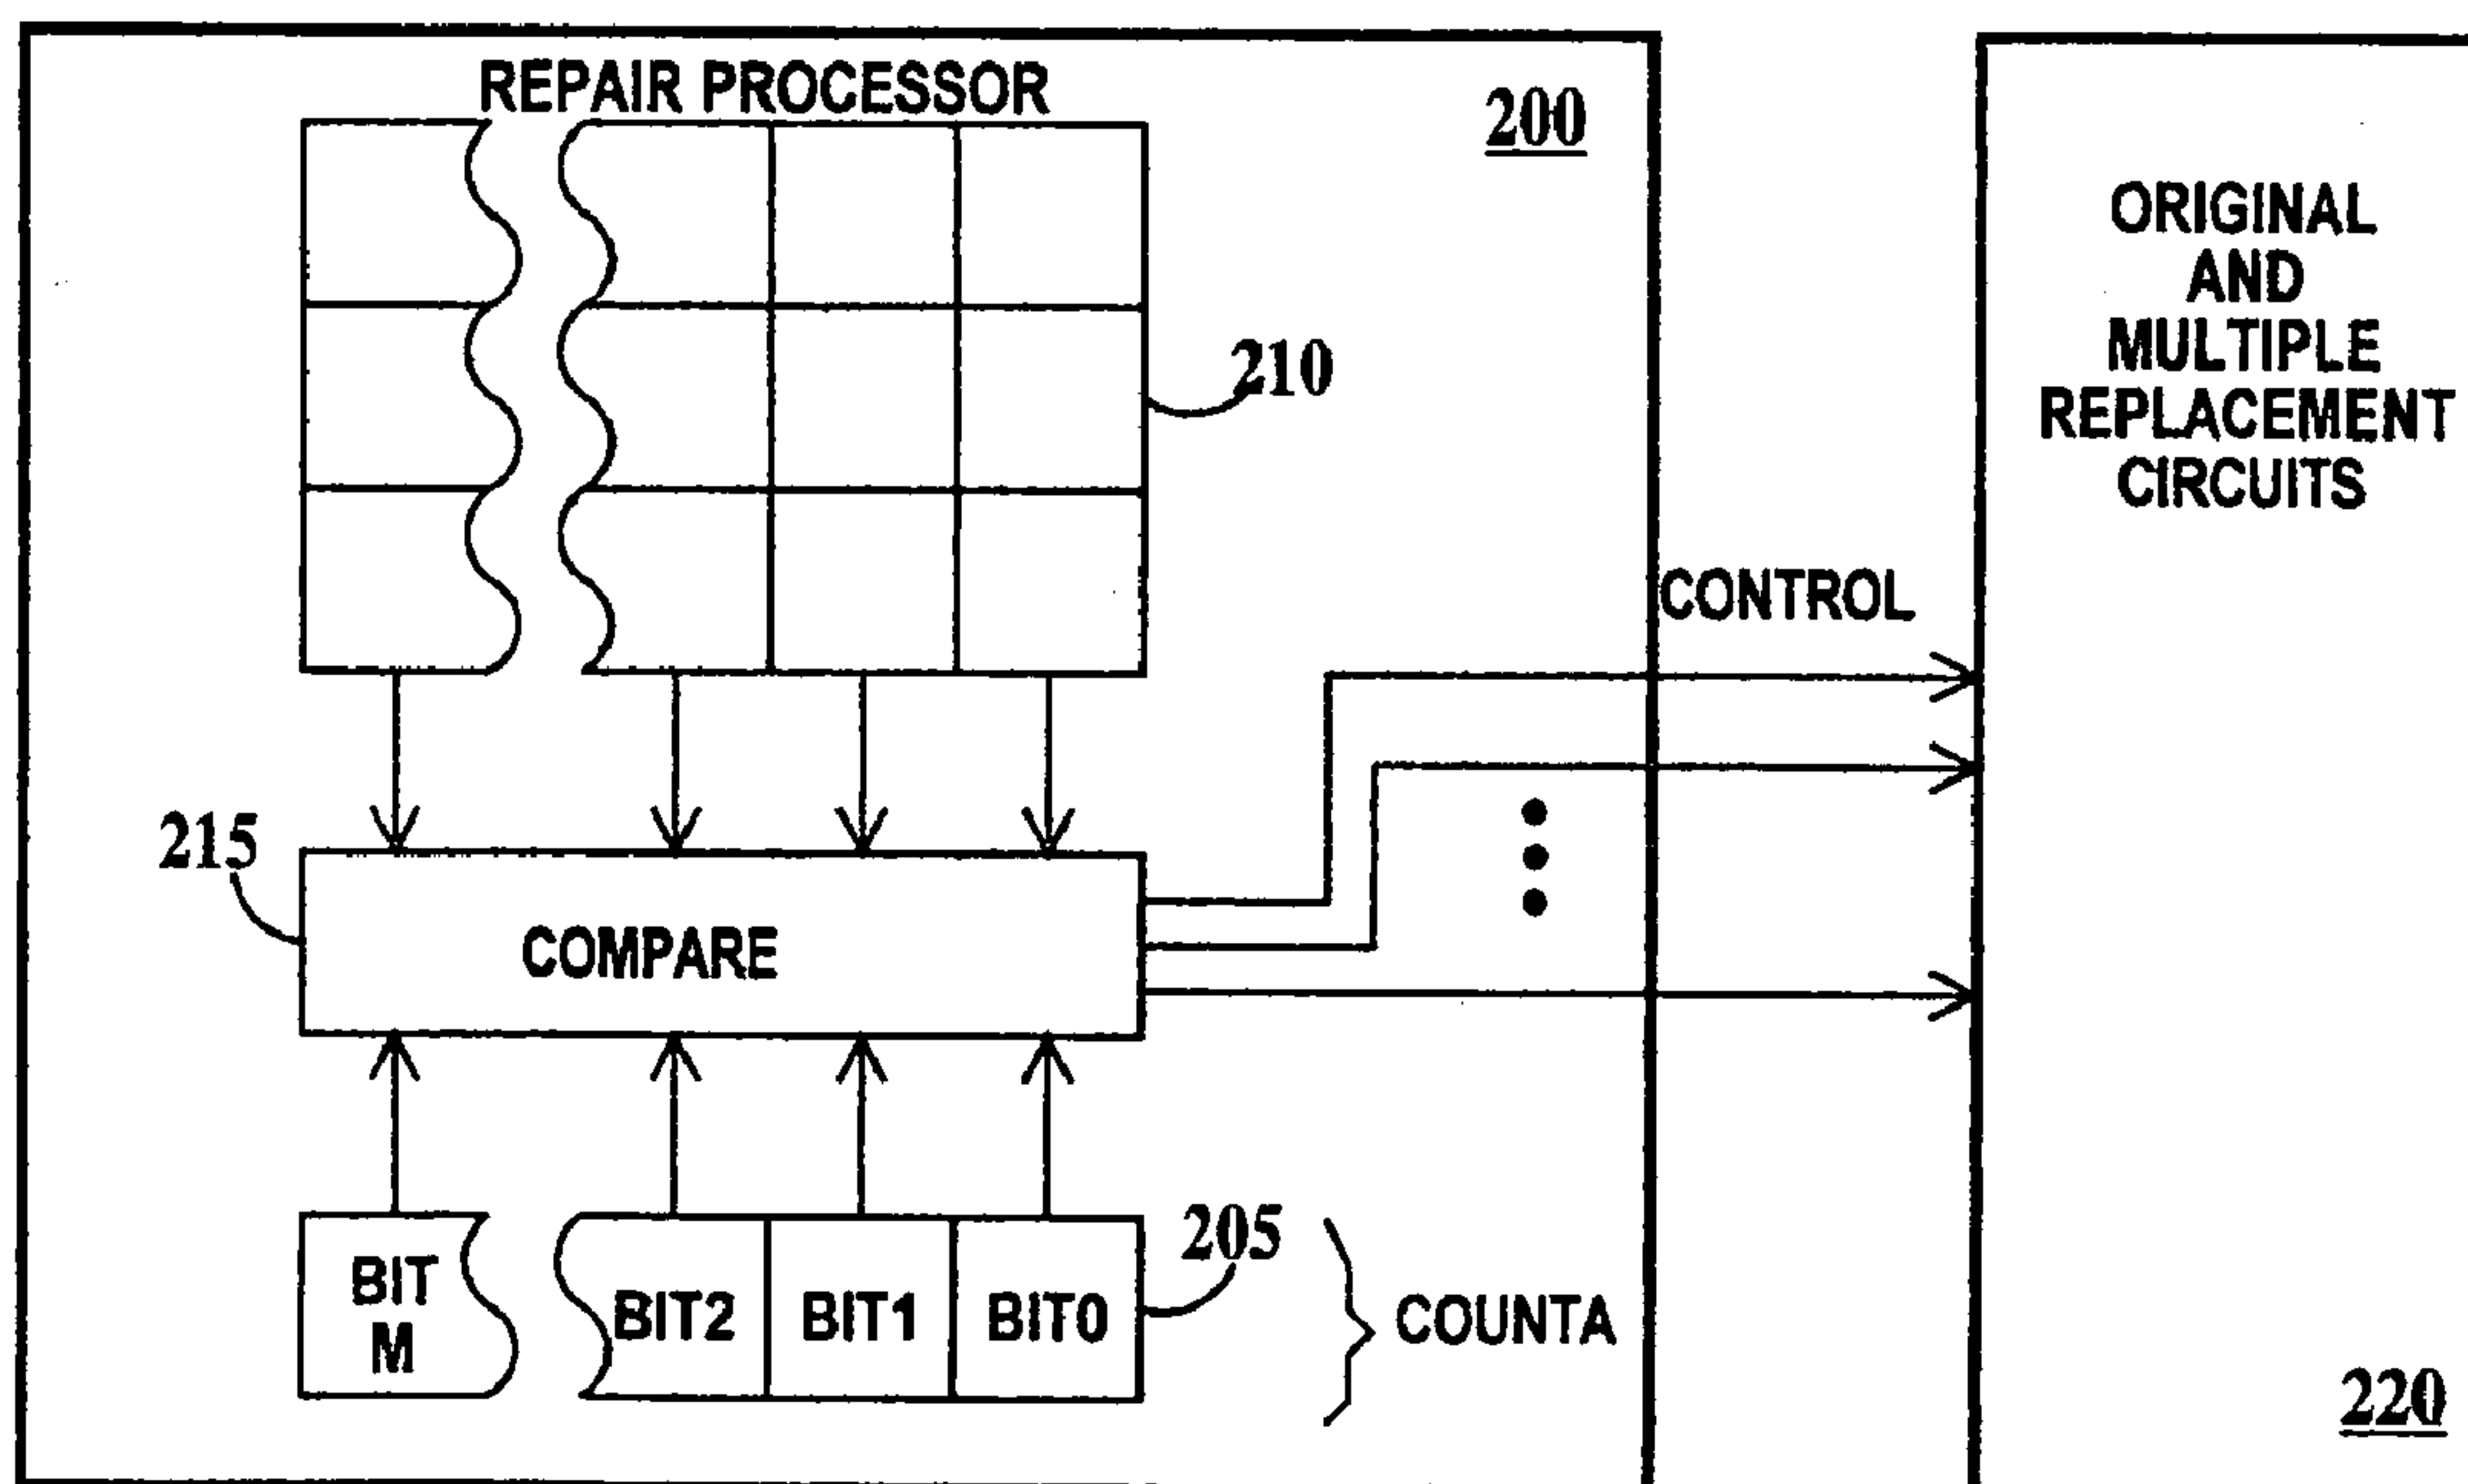 REPAIR PROCESSOR
200
210
ORIGINAL
AND
MULTIPLE
REPLACEMENT
CIRCUITS
CONTROL
215
COMPARE
205
BIT
M
BIT2
BIT1
BIT0
COUNTA
220